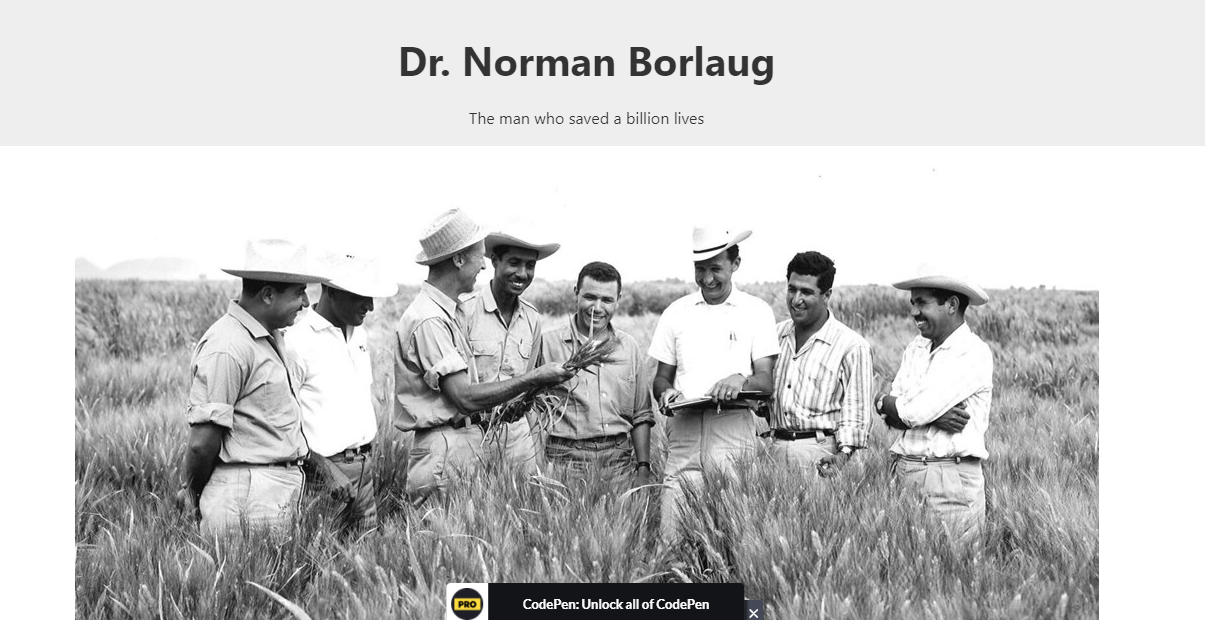 Dr. Norman Borlaug
The man who saved a billion lives
PRO
CodePen: Unlock all of CodePen